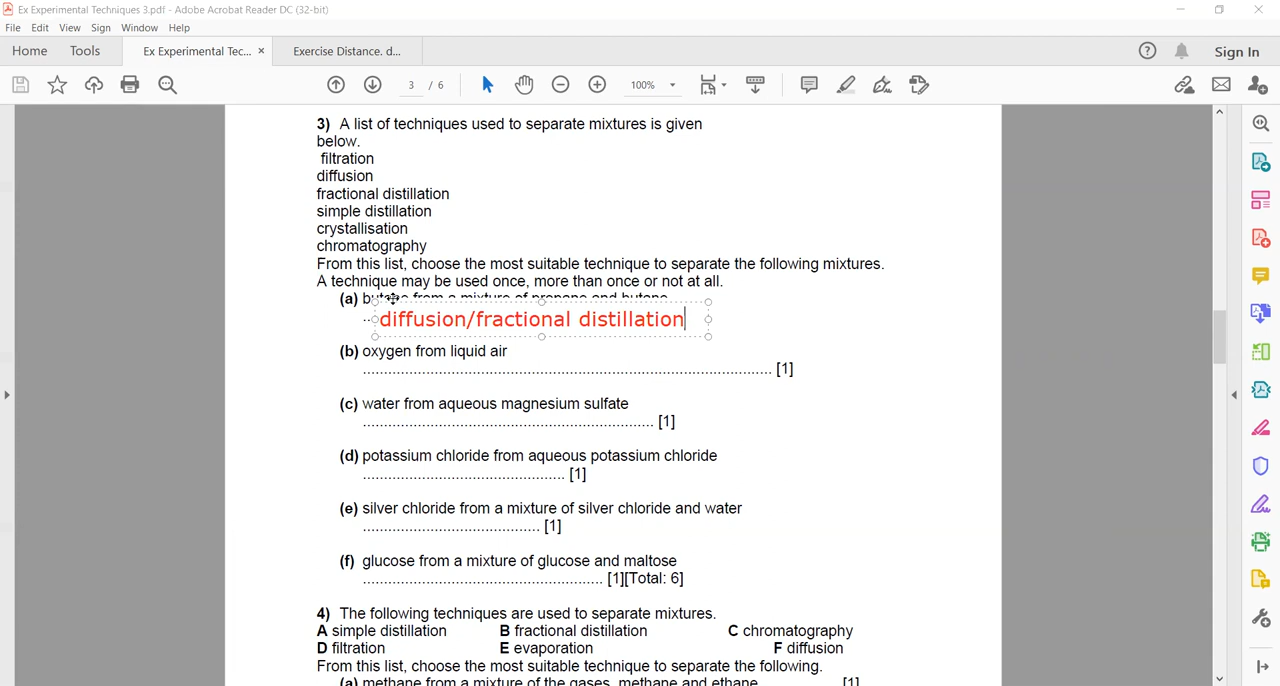 Ex Experimental Techniques 3.pdf - Adobe Acrobat Reader DC (32-bit)
File Edit View Sign Window Help
Home Tools Ex Experimental Tec... × Exercise Distance. d... Sign In
3 / 6 100%
3) A list of techniques used to separate mixtures is given
below.
filtration
diffusion
fractional distillation
simple distillation
crystallisation
chromatography
From this list, choose the most suitable technique to separate the following mixtures.
A technique may be used once, more than once or not at all.
(a) butane from a mixture of propane and butane
diffusion/fractional distillation
(b) oxygen from liquid air
................................................................................................. [1]
(c) water from aqueous magnesium sulfate
..................................................................... [1]
(d) potassium chloride from aqueous potassium chloride
................................................ [1]
(e) silver chloride from a mixture of silver chloride and water
.......................................... [1]
(f) glucose from a mixture of glucose and maltose
......................................................... [1][Total: 6]
4) The following techniques are used to separate mixtures.
A simple distillation B fractional distillation C chromatography
D filtration E evaporation F diffusion
From this list, choose the most suitable technique to separate the following.
(a) methane from a mixture of the gases, methane and ethane [1]